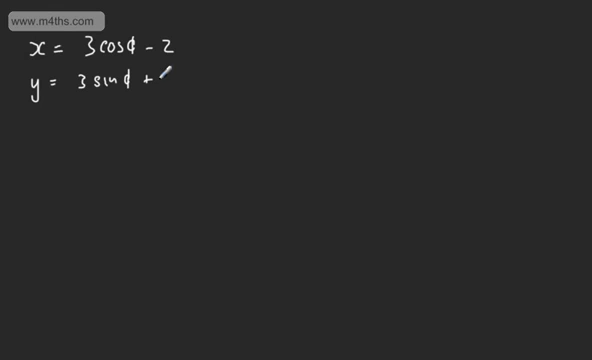 www.m4ths.com
x = 3cosϕ - 2
y = 3sinϕ +